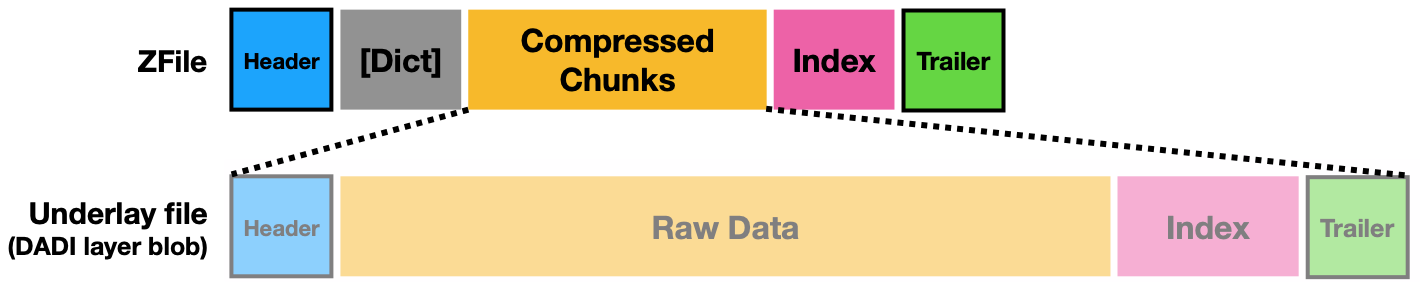 ZFile
Header
[Dict]
Compressed
Chunks
Index
Trailer
Underlay file
(DADI layer blob)
Header
Raw Data
Index
Trailer